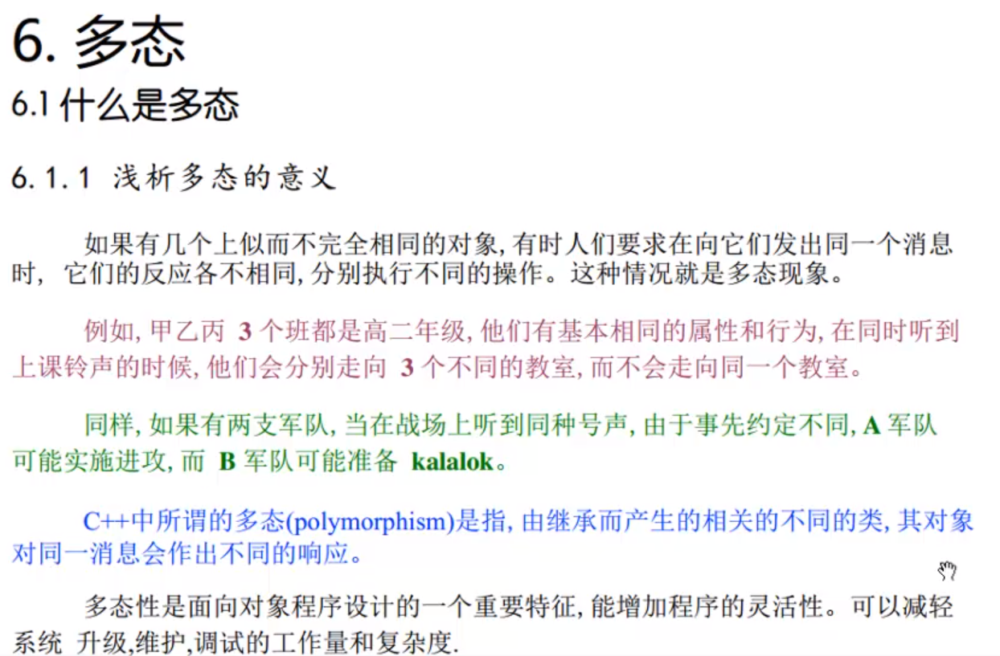 6. 多态
6.1 什么是多态
6.1.1 浅析多态的意义
如果有几个上似而不完全相同的对象,有时人们要求在向它们发出同一个消息
时, 它们的反应各不相同,分别执行不同的操作。这种情况就是多态现象。
例如,甲乙丙 3 个班都是高二年级,他们有基本相同的属性和行为,在同时听到
上课铃声的时候,他们会分别走向 3 个不同的教室,而不会走向同一个教室。
同样,如果有两支军队,当在战场上听到同种号声,由于事先约定不同,A 军队
可能实施进攻,而 B 军队可能准备 kalalok。
C++中所谓的多态(polymorphism)是指,由继承而产生的相关的不同的类,其对象
对同一消息会作出不同的响应。
多态性是面向对象程序设计的一个重要特征,能增加程序的灵活性。可以减轻
系统 升级,维护,调试的工作量和复杂度.